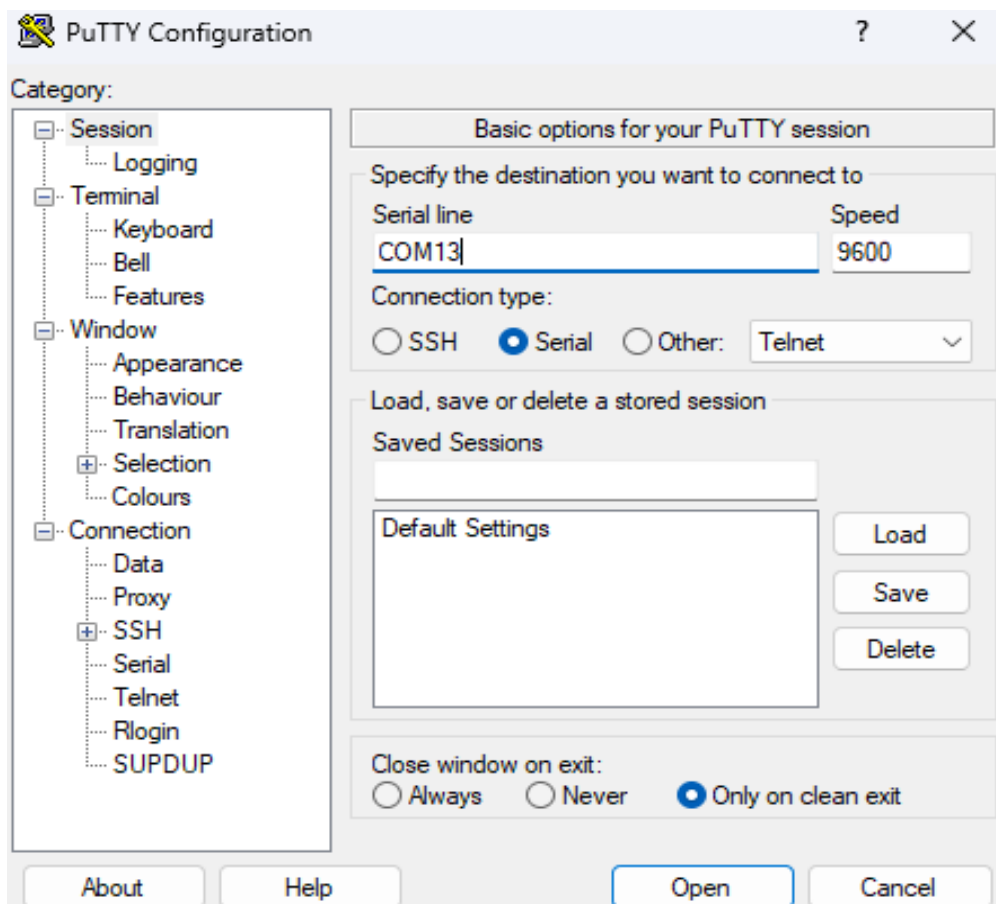 PuTTY Configuration ? ×
Category:
Session
Logging
Terminal
Keyboard
Bell
Features
Window
Appearance
Behaviour
Translation
Selection
Colours
Connection
Data
Proxy
SSH
Serial
Telnet
Rlogin
SUPDUP
Basic options for your PuTTY session
Specify the destination you want to connect to
Serial line Speed
COM13 9600
Connection type:
SSH Serial Other: Telnet
Load, save or delete a stored session
Saved Sessions
Default Settings
Load
Save
Delete
Close window on exit:
Always Never Only on clean exit
About Help Open Cancel